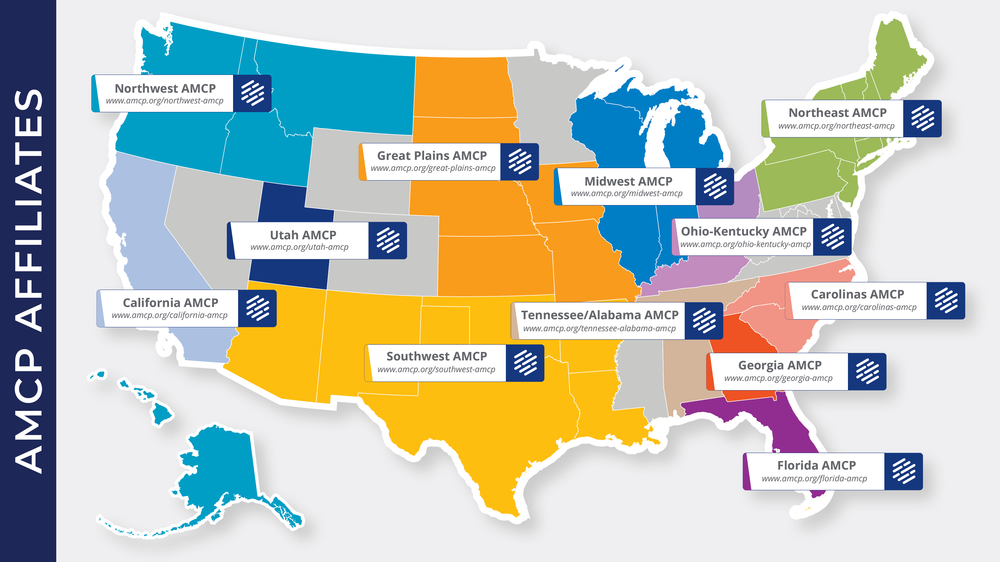 AMCP AFFILIATES
Northwest AMCP
www.amcp.org/northwest-amcp
Northeast AMCP
www.amcp.org/northeast-amcp
Great Plains AMCP
www.amcp.org/great-plains-amcp
Midwest AMCP
www.amcp.org/midwest-amcp
Utah AMCP
www.amcp.org/utah-amcp
Ohio-Kentucky AMCP
www.amcp.org/ohio-kentucky-amcp
California AMCP
www.amcp.org/california-amcp
Carolinas AMCP
www.amcp.org/carolinas-amcp
Tennessee/Alabama AMCP
www.amcp.org/tennessee-alabama-amcp
Southwest AMCP
www.amcp.org/southwest-amcp
Georgia AMCP
www.amcp.org/georgia-amcp
Florida AMCP
www.amcp.org/florida-amcp